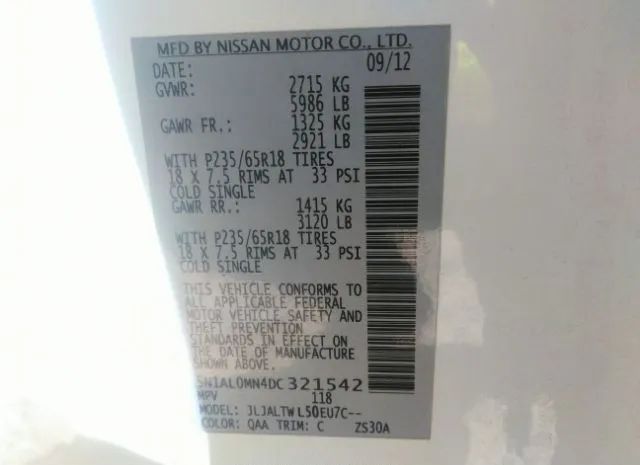 MFD BY NISSAN MOTOR CO., LTD.
DATE: 09/12
GVWR: 2715 KG
5986 LB
GAWR FR.: 1325 KG
2921 LB
WITH P235/65R18 TIRES
18 X 7.5 RIMS AT 33 PSI
COLD SINGLE
GAWR RR.: 1415 KG
3120 LB
WITH P235/65R18 TIRES
18 X 7.5 RIMS AT 33 PSI
COLD SINGLE
THIS VEHICLE CONFORMS TO
ALL APPLICABLE FEDERAL
MOTOR VEHICLE SAFETY AND
THEFT PREVENTION
STANDARDS IN EFFECT ON
THE DATE OF MANUFACTURE
SHOWN ABOVE.
5N1AL0MN4DC321542
MPV 118
MODEL: JLJALTWL50EU7C--
COLOR: QAA TRIM: C ZS30A